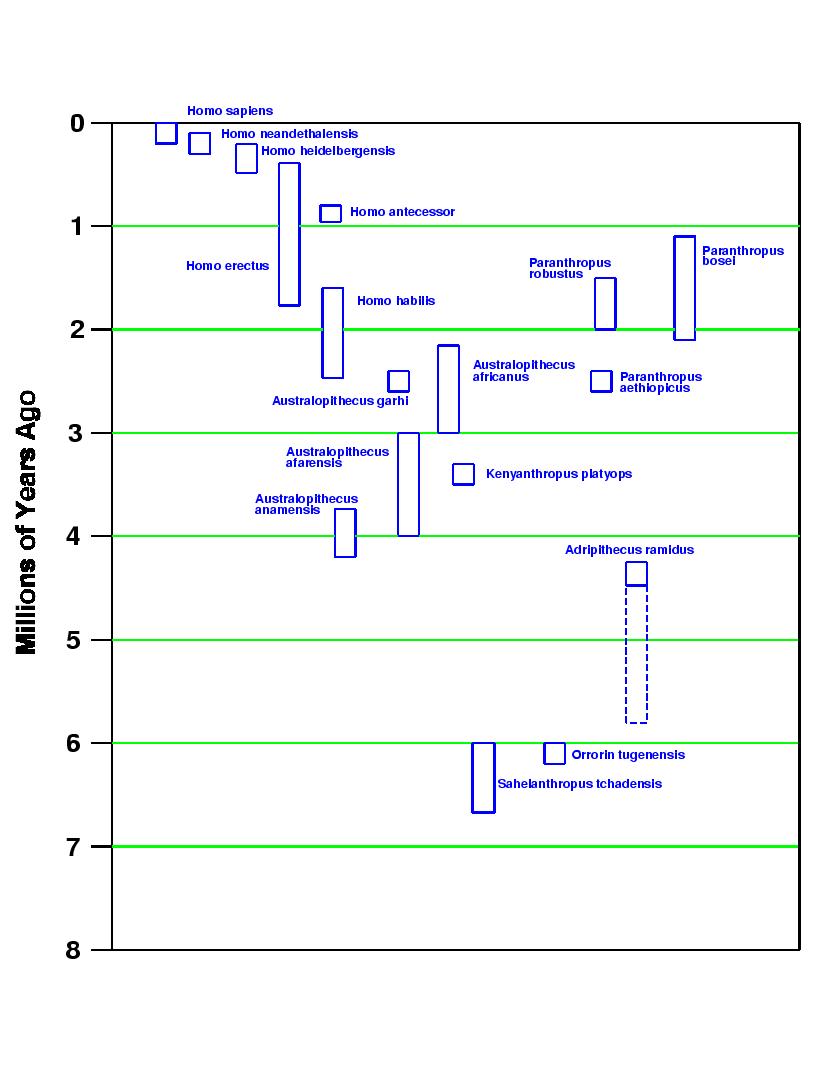 Homo sapiens
0
Homo neandethalensis
Homo heidelbergensis
Homo antecessor
1
Paranthropus
bosei
Homo erectus
Paranthropus
robustus
Homo habilis
2
Australopithecus
africanus
Paranthropus
aethiopicus
Australopithecus garhi
3
Australopithecus
afarensis
Kenyanthropus platyops
Australopithecus
anamensis
4
Adripithecus ramidus
Millions of Years Ago
5
6
Orrorin tugenensis
Sahelanthropus tchadensis
7
8